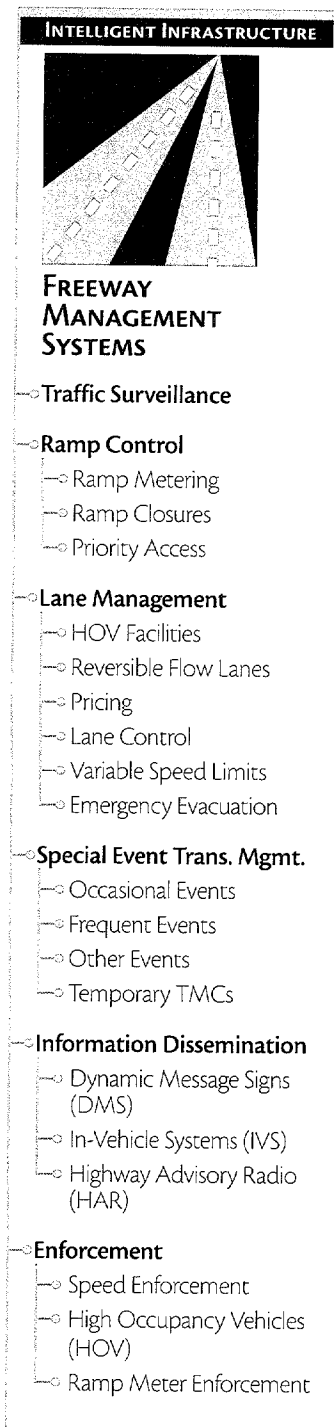 INTELLIGENT INFRASTRUCTURE
FREEWAY
MANAGEMENT
SYSTEMS
Traffic Surveillance
Ramp Control
Ramp Metering
Ramp Closures
Priority Access
Lane Management
HOV Facilities
Reversible Flow Lanes
Pricing
Lane Control
Variable Speed Limits
Emergency Evacuation
Special Event Trans. Mgmt.
Occasional Events
Frequent Events
Other Events
Temporary TMCs
Information Dissemination
Dynamic Message Signs
(DMS)
In-Vehicle Systems (IVS)
Highway Advisory Radio
(HAR)
Enforcement
Speed Enforcement
High Occupancy Vehicles
(HOV)
Ramp Meter Enforcement